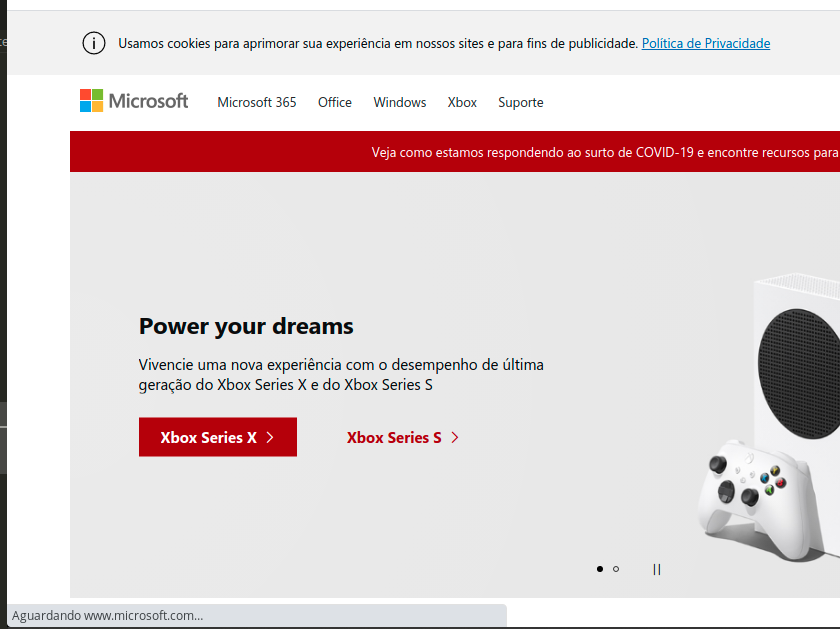 Usamos cookies para aprimorar sua experiência em nossos sites e para fins de publicidade. Política de Privacidade
Microsoft Microsoft 365 Office Windows Xbox Suporte
Veja como estamos respondendo ao surto de COVID-19 e encontre recursos para
Power your dreams
Vivencie uma nova experiência com o desempenho de última
geração do Xbox Series X e do Xbox Series S
Xbox Series X Xbox Series S
Aguardando www.microsoft.com...